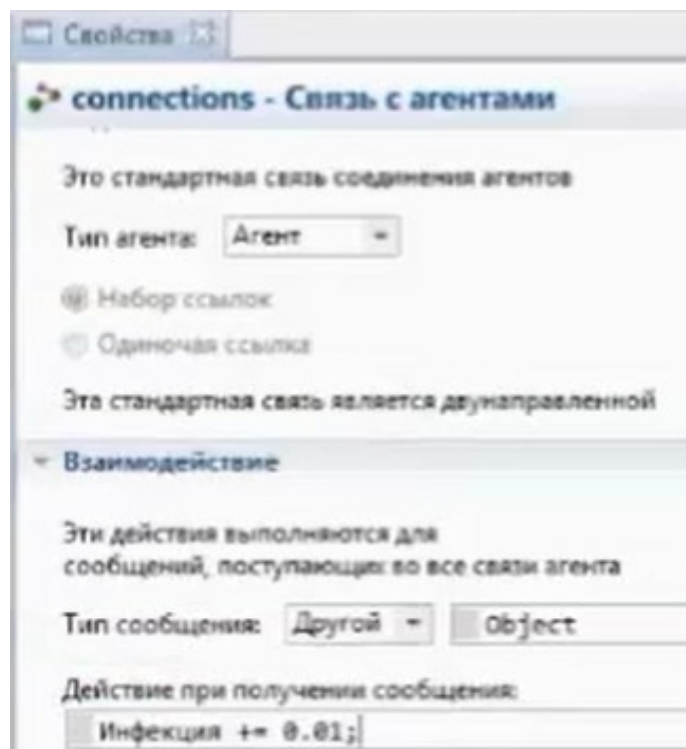 Свойства
connections - Связь с агентами
Это стандартная связь соединения агентов
Тип агента: Агент
Набор ссылок
Одиночая ссылка
Эта стандартная связь является двунаправленной
Взаимодействие
Эти действия выполняются для
сообщений, поступающих во все связи агента
Тип сообщения: Другой Object
Действие при получении сообщения:
Инфекция += 0.01;